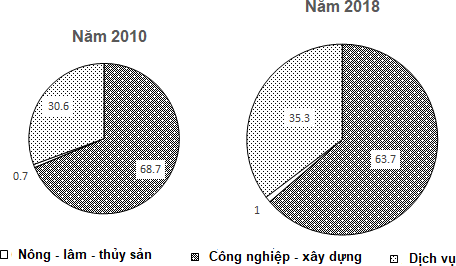 Năm 2010
Năm 2018
30.6
68.7
0.7
35.3
63.7
1
Nông - lâm - thủy sản
Công nghiệp - xây dựng
Dịch vụ